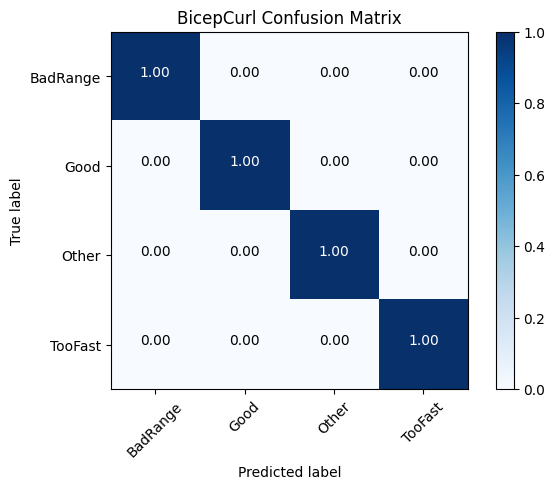 BicepCurl Confusion Matrix
True label
BadRange 1.00 0.00 0.00 0.00
Good 0.00 1.00 0.00 0.00
Other 0.00 0.00 1.00 0.00
TooFast 0.00 0.00 0.00 1.00
BadRange Good Other TooFast
Predicted label
1.0
0.8
0.6
0.4
0.2
0.0